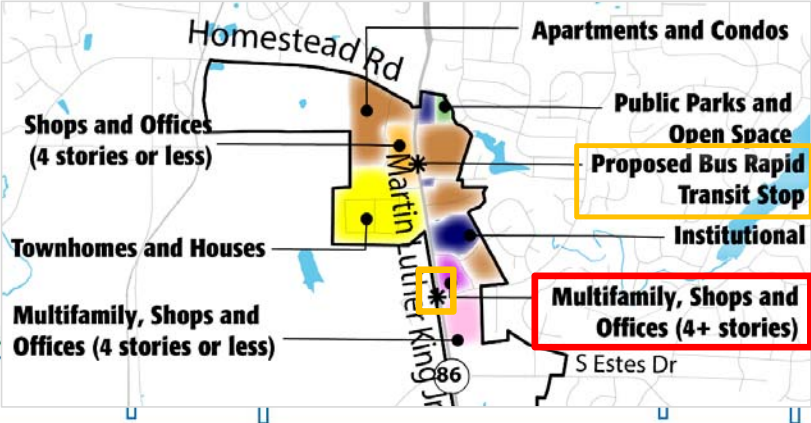 Homestead Rd
Apartments and Condos
Public Parks and
Open Space
Shops and Offices
(4 stories or less)
Proposed Bus Rapid
Transit Stop
Martin Luther King Jr
Institutional
Townhomes and Houses
Multifamily, Shops and
Offices (4+ stories)
Multifamily, Shops and
Offices (4 stories or less)
S Estes Dr
86